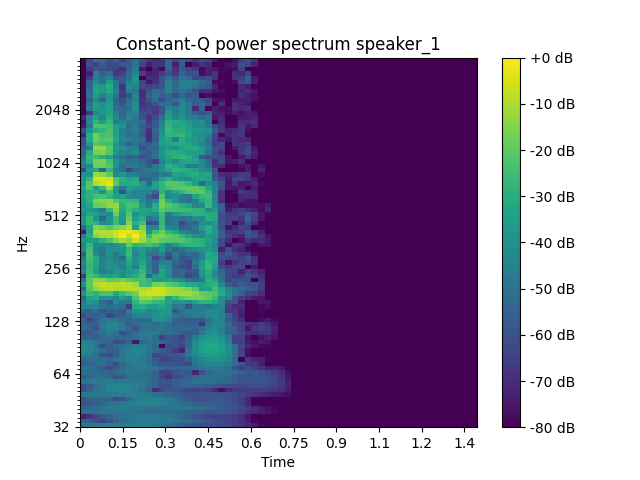 Constant-Q power spectrum speaker_1
+0 dB
-10 dB
-20 dB
-30 dB
-40 dB
-50 dB
-60 dB
-70 dB
-80 dB
2048
1024
512
256
128
64
32
Hz
0 0.15 0.3 0.45 0.6 0.75 0.9 1.1 1.2 1.4
Time